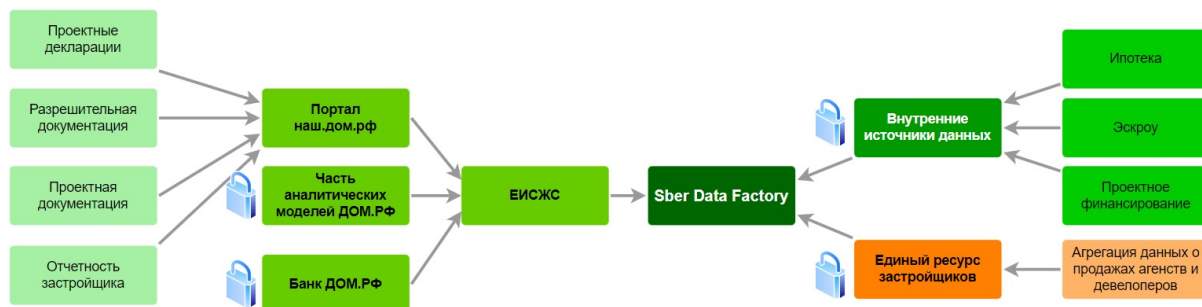 Проектные
декларации
Разрешительная
документация
Проектная
документация
Отчетность
застройщика
Портал
наш.дом.рф
Часть
аналитических
моделей ДОМ.РФ
Банк ДОМ.РФ
ЕИСЖС
Sber Data Factory
Внутренние
источники данных
Единый ресурс
застройщиков
Ипотека
Эскроу
Проектное
финансирование
Агрегация данных о
продажах агенств и
девелоперов